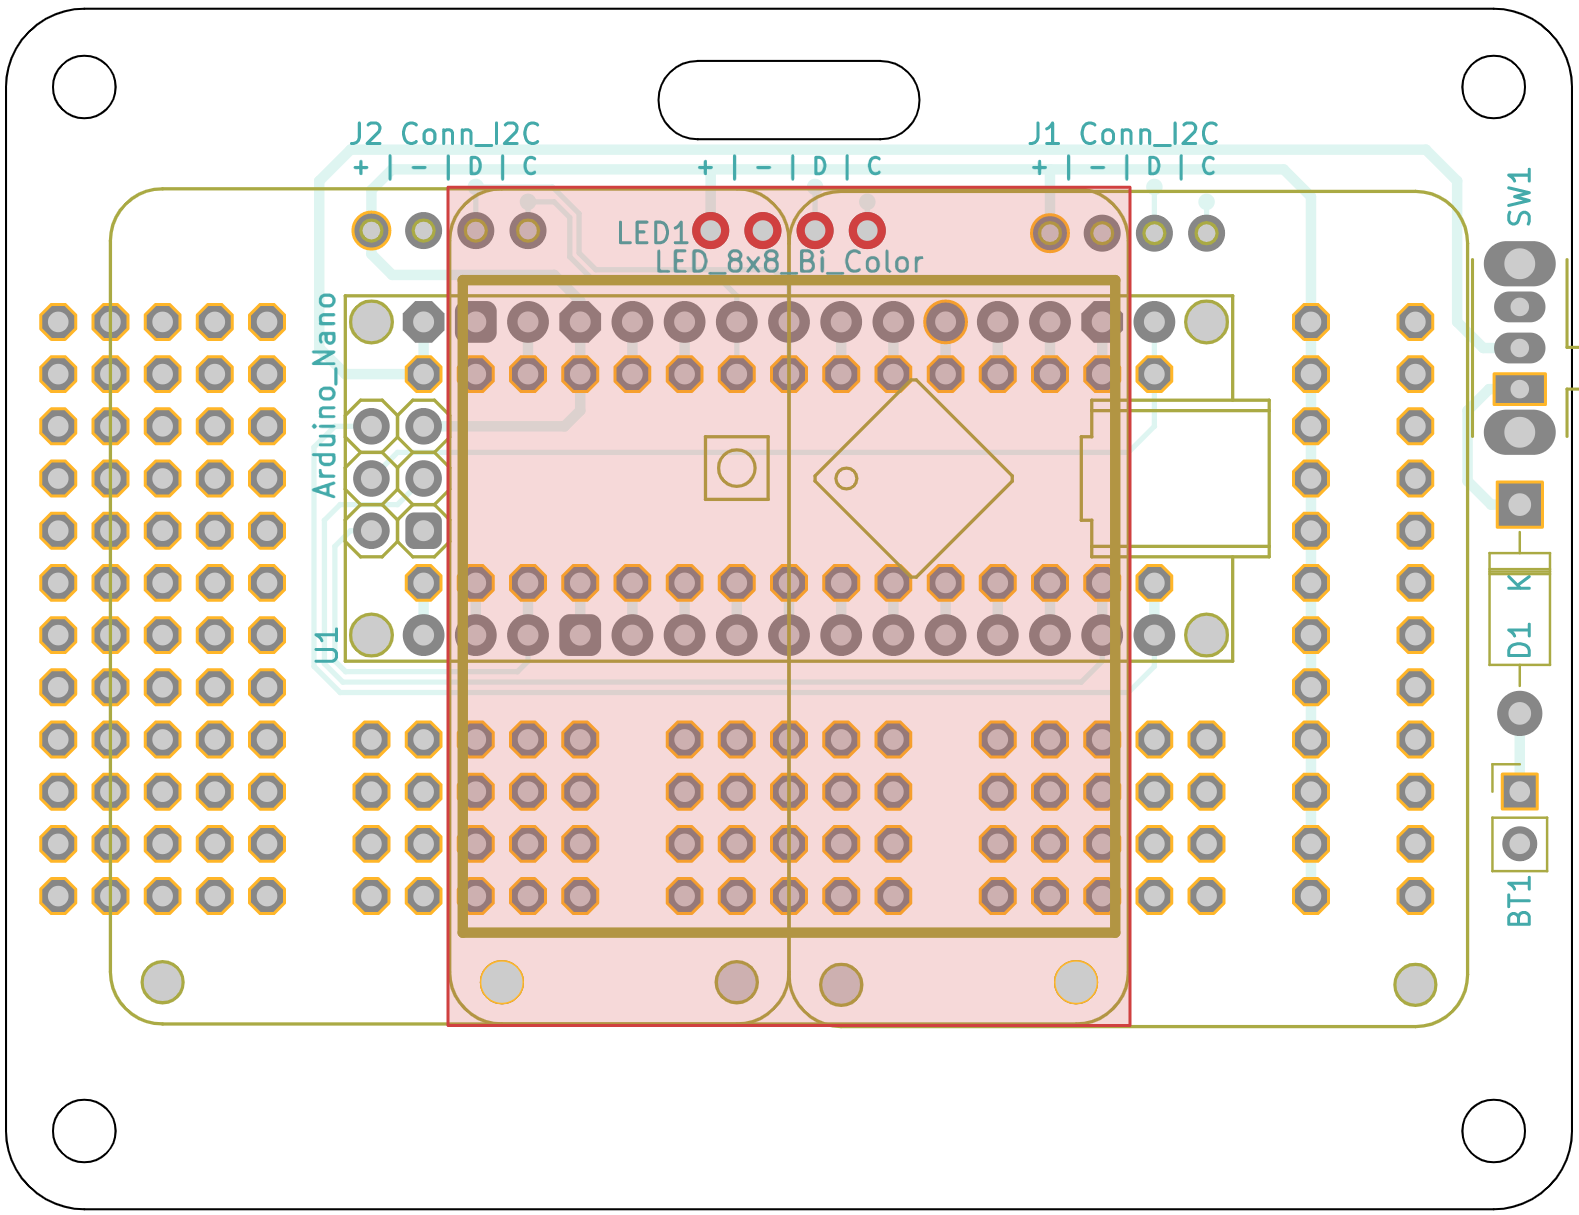 J2 Conn_I2C
J1 Conn_I2C
+ | - | D | C
+ | - | D | C
+ | - | D | C
SW1
LED1
LED_8x8_Bi_Color
Arduino_Nano
U1
K
D1
BT1